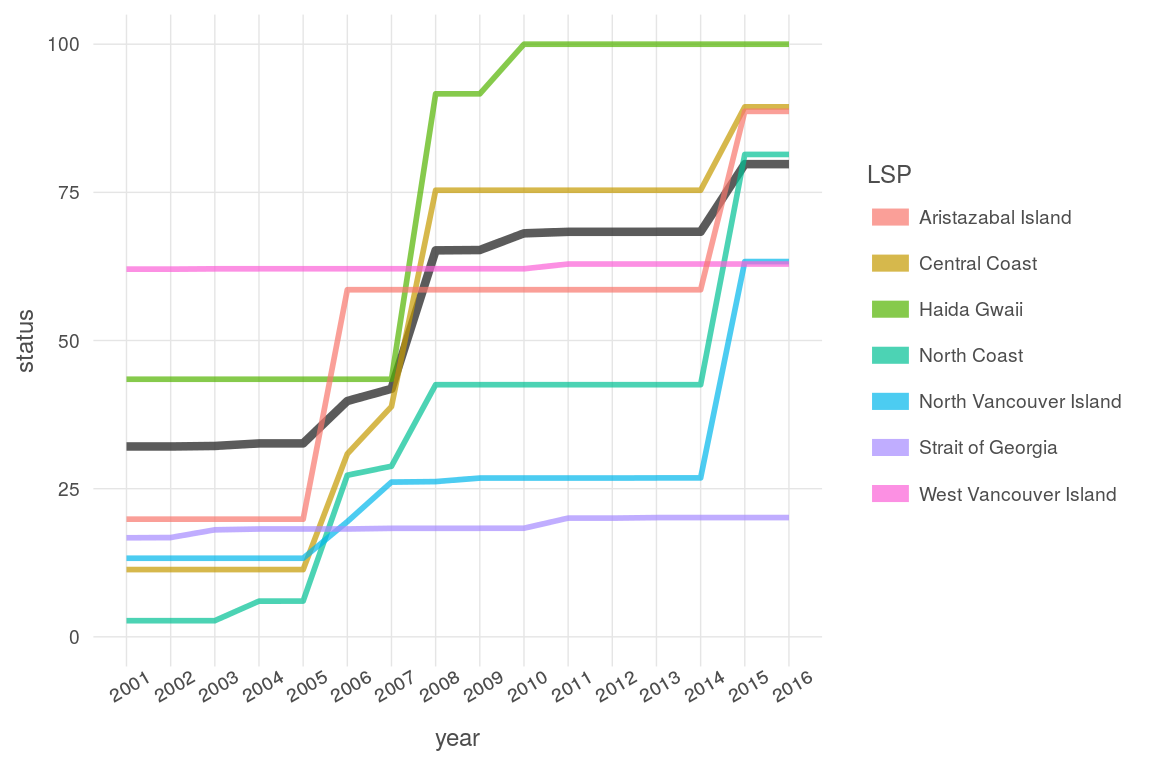 100
75
50
25
0
status
2001 2002 2003 2004 2005 2006 2007 2008 2009 2010 2011 2012 2013 2014 2015 2016
year
LSP
Aristazabal Island
Central Coast
Haida Gwaii
North Coast
North Vancouver Island
Strait of Georgia
West Vancouver Island